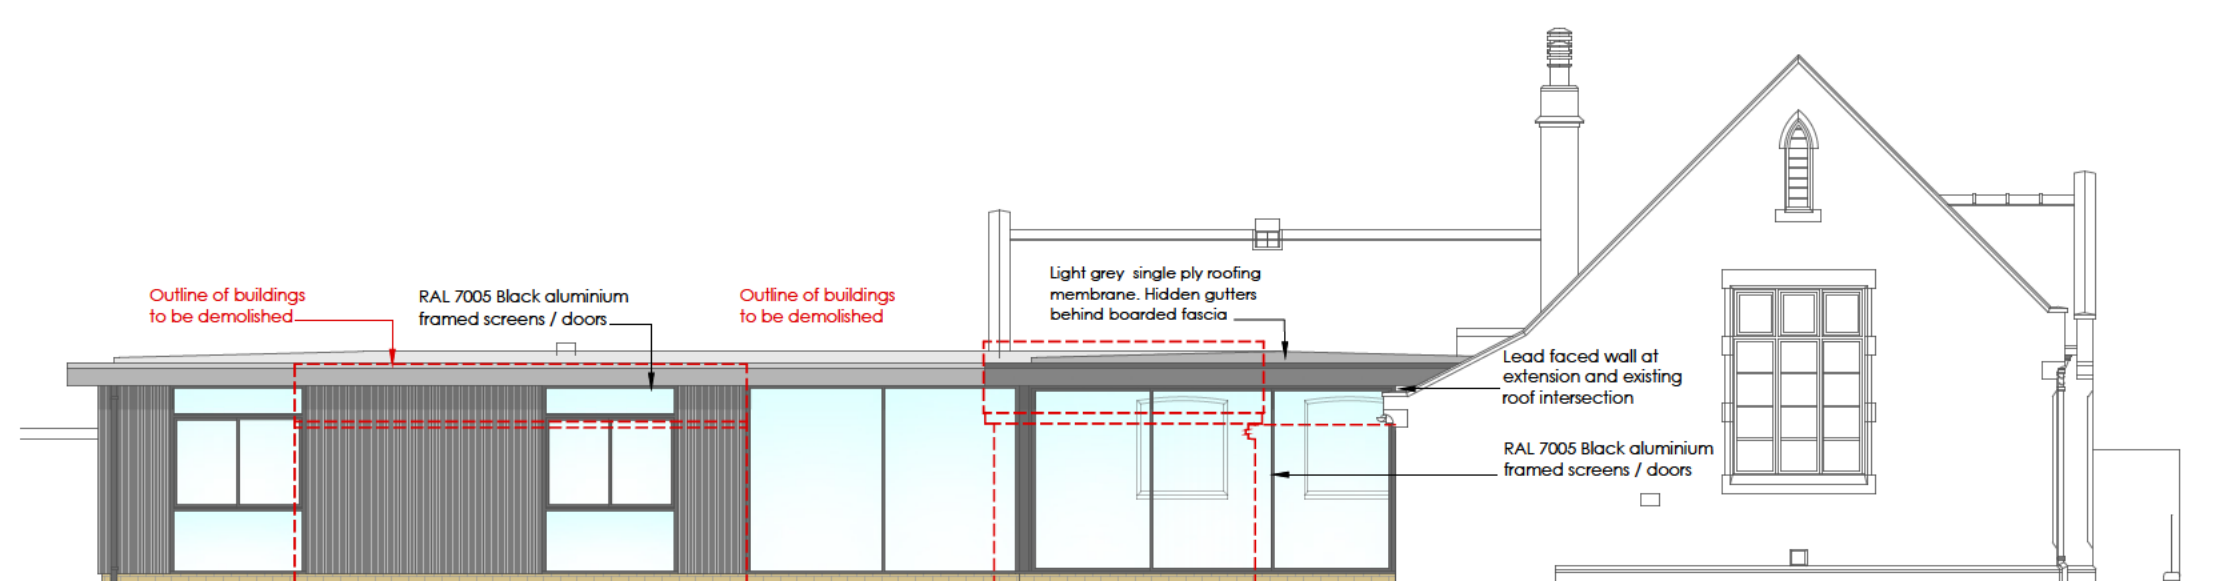 Outline of buildings
to be demolished
RAL 7005 Black aluminium
framed screens / doors
Outline of buildings
to be demolished
Light grey single ply roofing
membrane. Hidden gutters
behind boarded fascia
Lead faced wall at
extension and existing
roof intersection
RAL 7005 Black aluminium
framed screens / doors